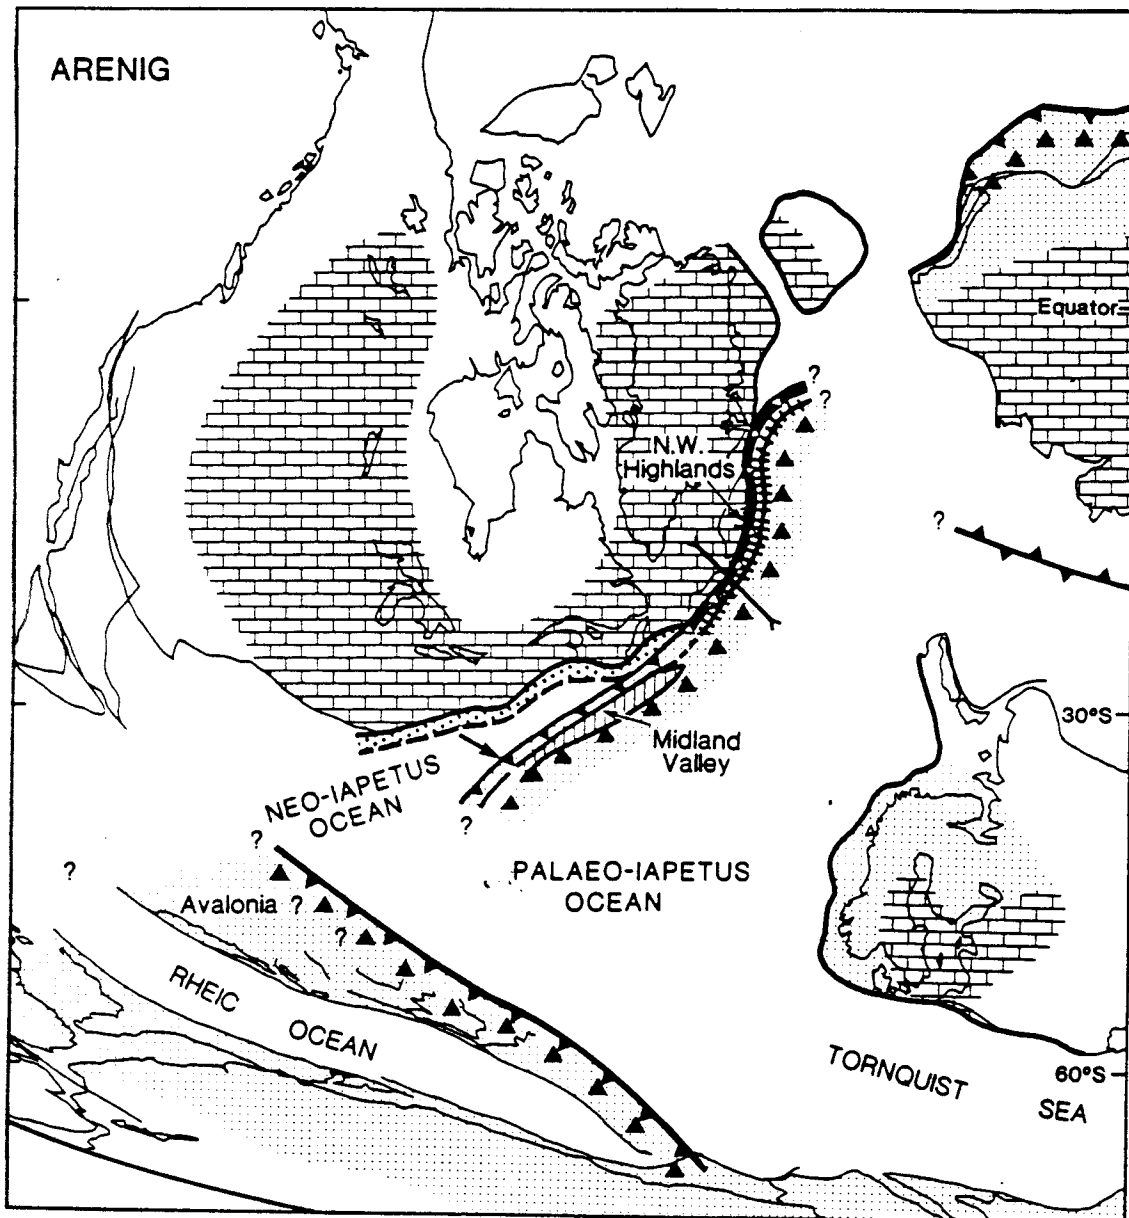 ARENIG
Equator
?
?
N.W.
Highlands
?
30°S
Midland
Valley
NEO-IAPETUS
OCEAN
?
?
?
PALAEO-IAPETUS
OCEAN
Avalonia ?
?
RHEIC OCEAN
TORNQUIST SEA
60°S